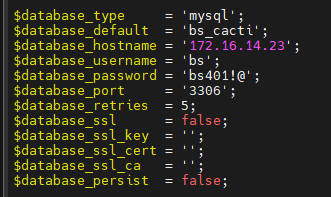 $database_type     = 'mysql';
$database_default  = 'bs_cacti';
$database_hostname = '172.16.14.23';
$database_username = 'bs';
$database_password = 'bs401!@';
$database_port     = '3306';
$database_retries  = 5;
$database_ssl      = false;
$database_ssl_key  = '';
$database_ssl_cert = '';
$database_ssl_ca   = '';
$database_persist  = false;